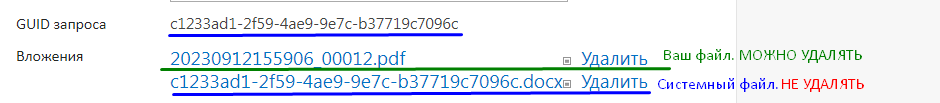 GUID запроса c1233ad1-2f59-4ae9-9e7c-b37719c7096c
Вложения 20230912155906_00012.pdf Удалить Ваш файл. МОЖНО УДАЛЯТЬ
c1233ad1-2f59-4ae9-9e7c-b37719c7096c.docx Удалить Системный файл. НЕ УДАЛЯТЬ